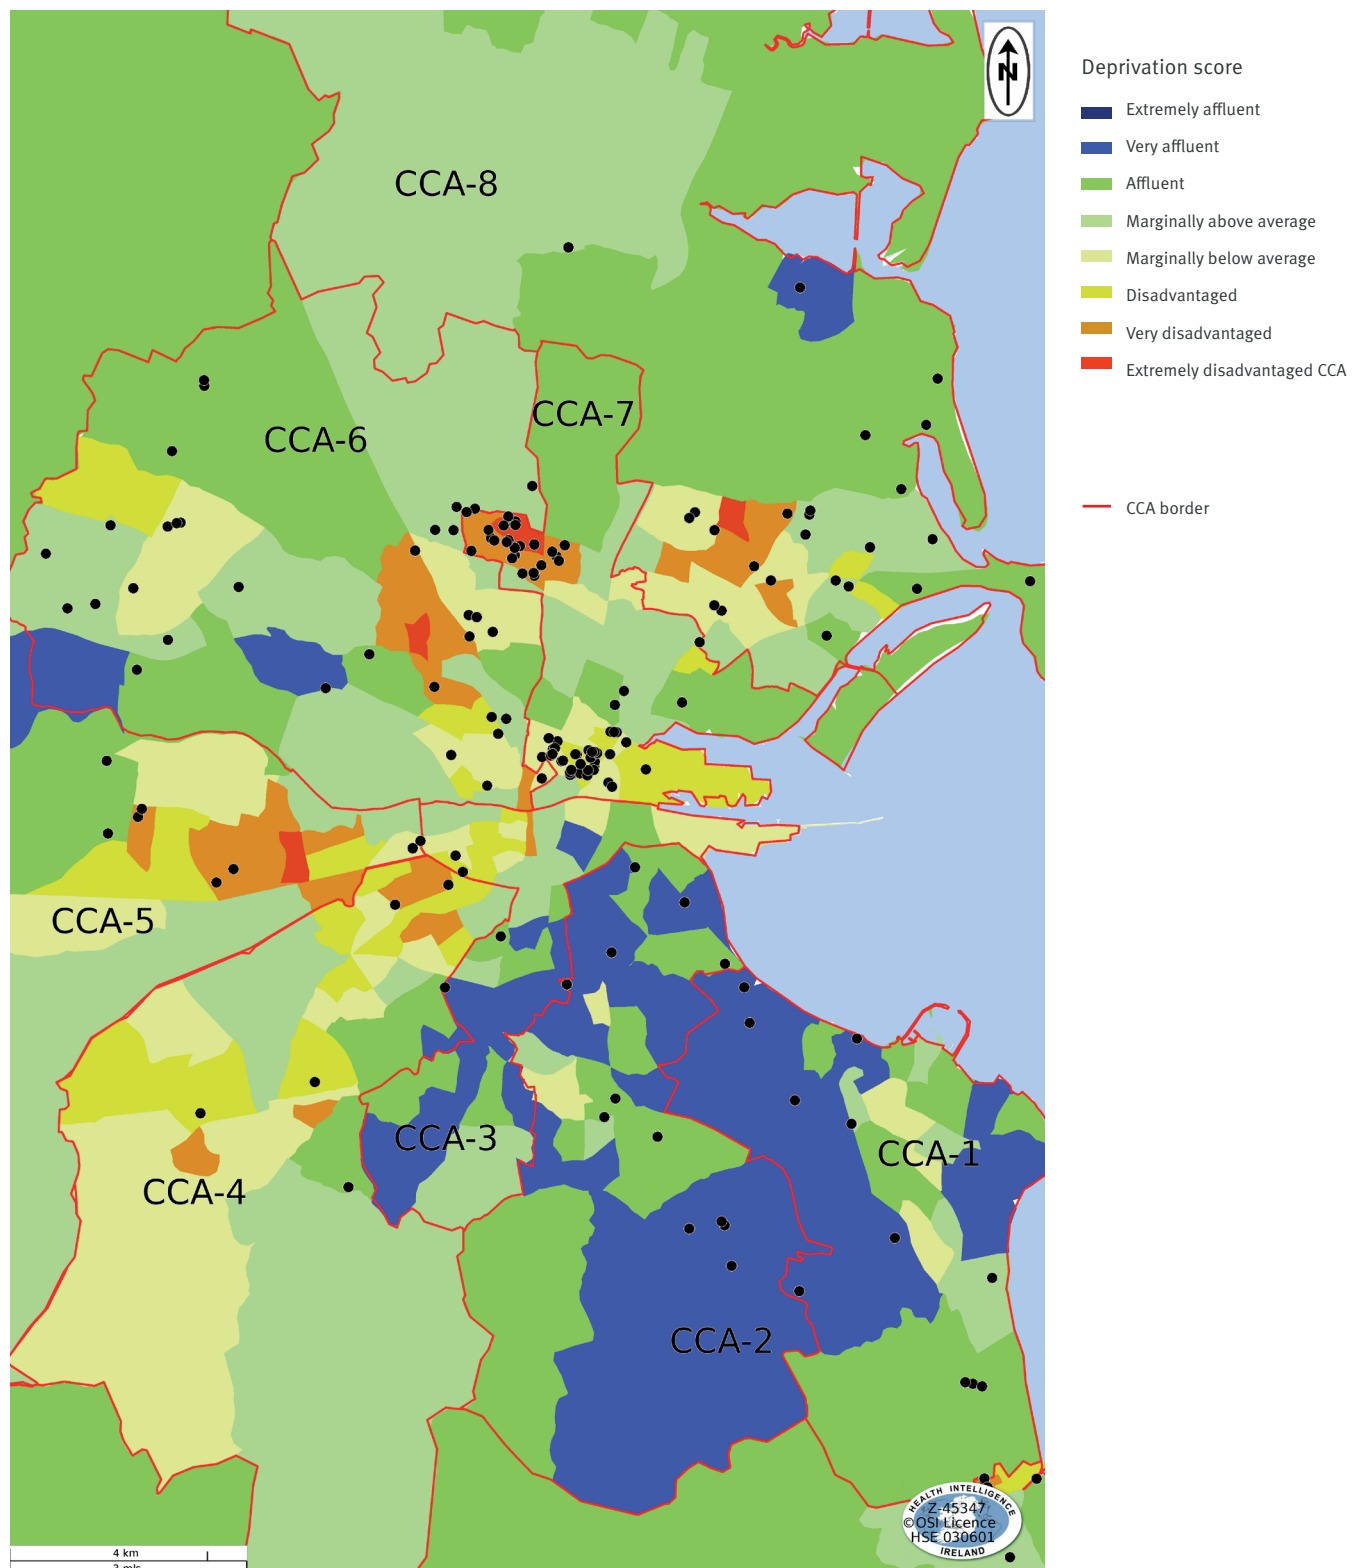 N
Deprivation score
Extremely affluent
Very affluent
Affluent
Marginally above average
Marginally below average
Disadvantaged
Very disadvantaged
Extremely disadvantaged CCA
CCA border
CCA-8
CCA-7
CCA-6
CCA-5
CCA-3
CCA-1
CCA-4
CCA-2
HEALTH INTELLIGENCE
Z-45347
©OSI Licence
HSE 030601
IRELAND
4 km
2 mls